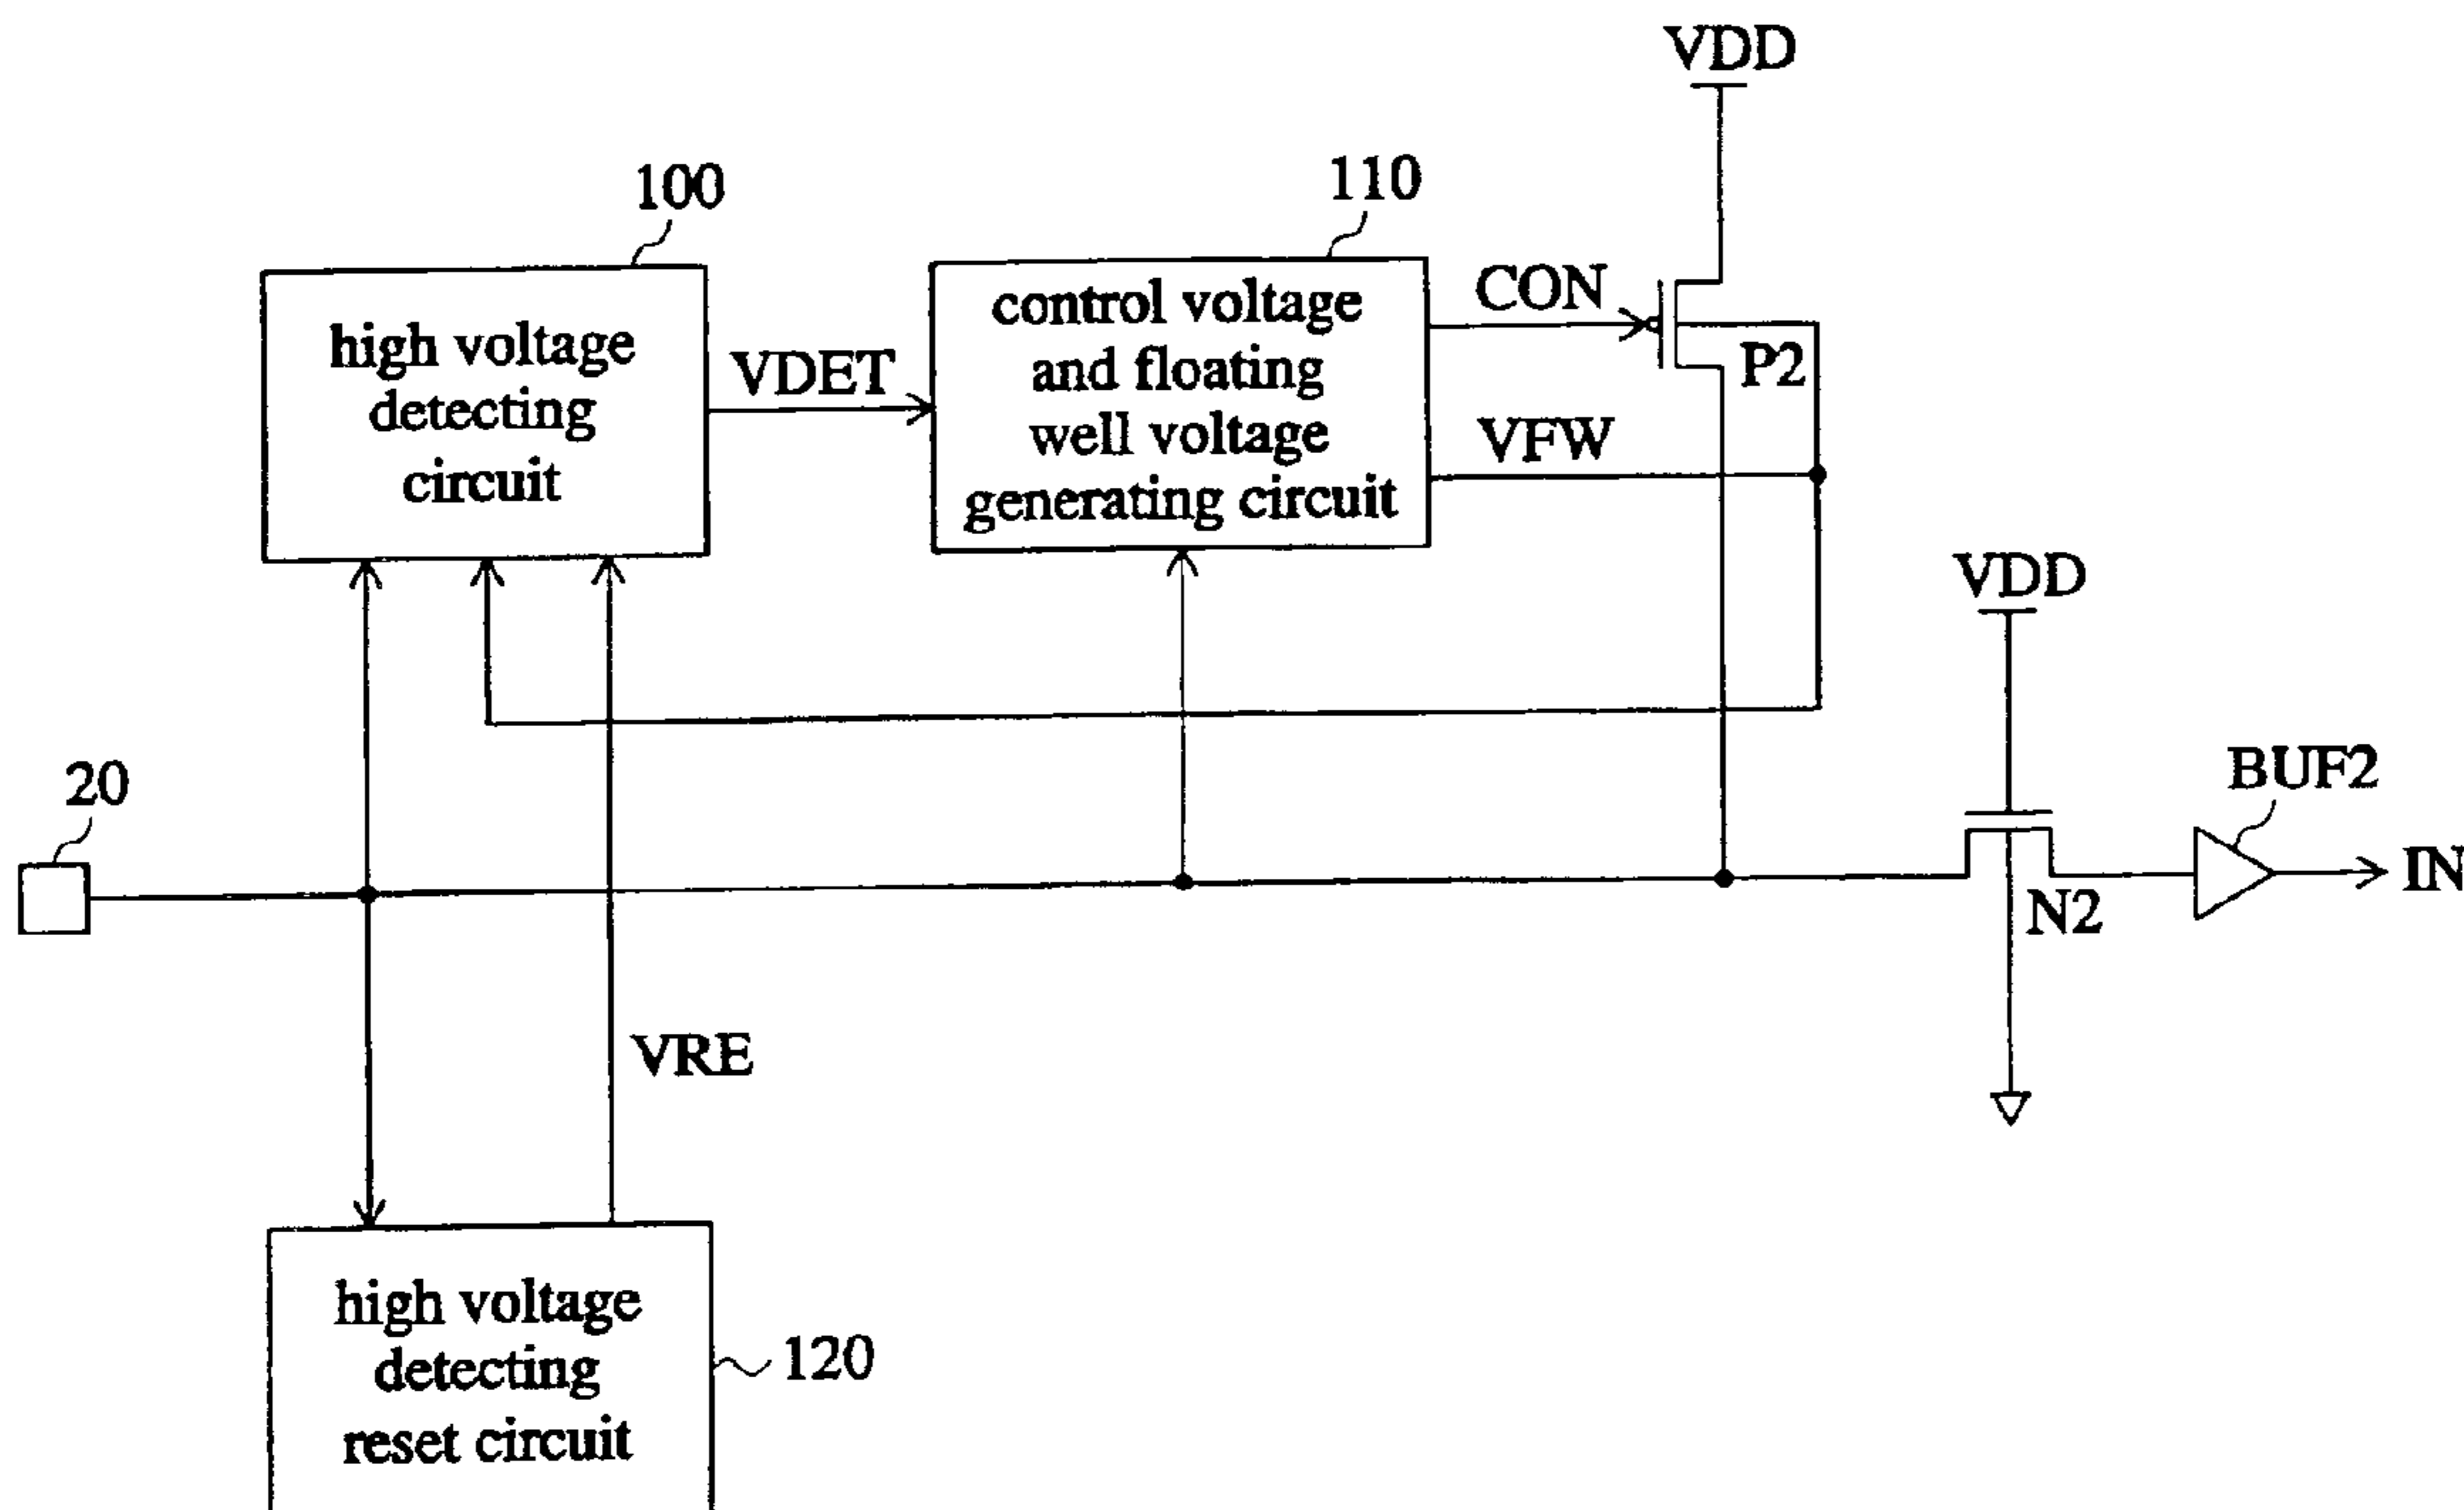 VDD
100
110
high voltage
detecting
circuit
VDET
control voltage
and floating
well voltage
generating circuit
CON
P2
VFW
VDD
20
BUF2
IN
N2
VRE
high voltage
detecting
reset circuit
120